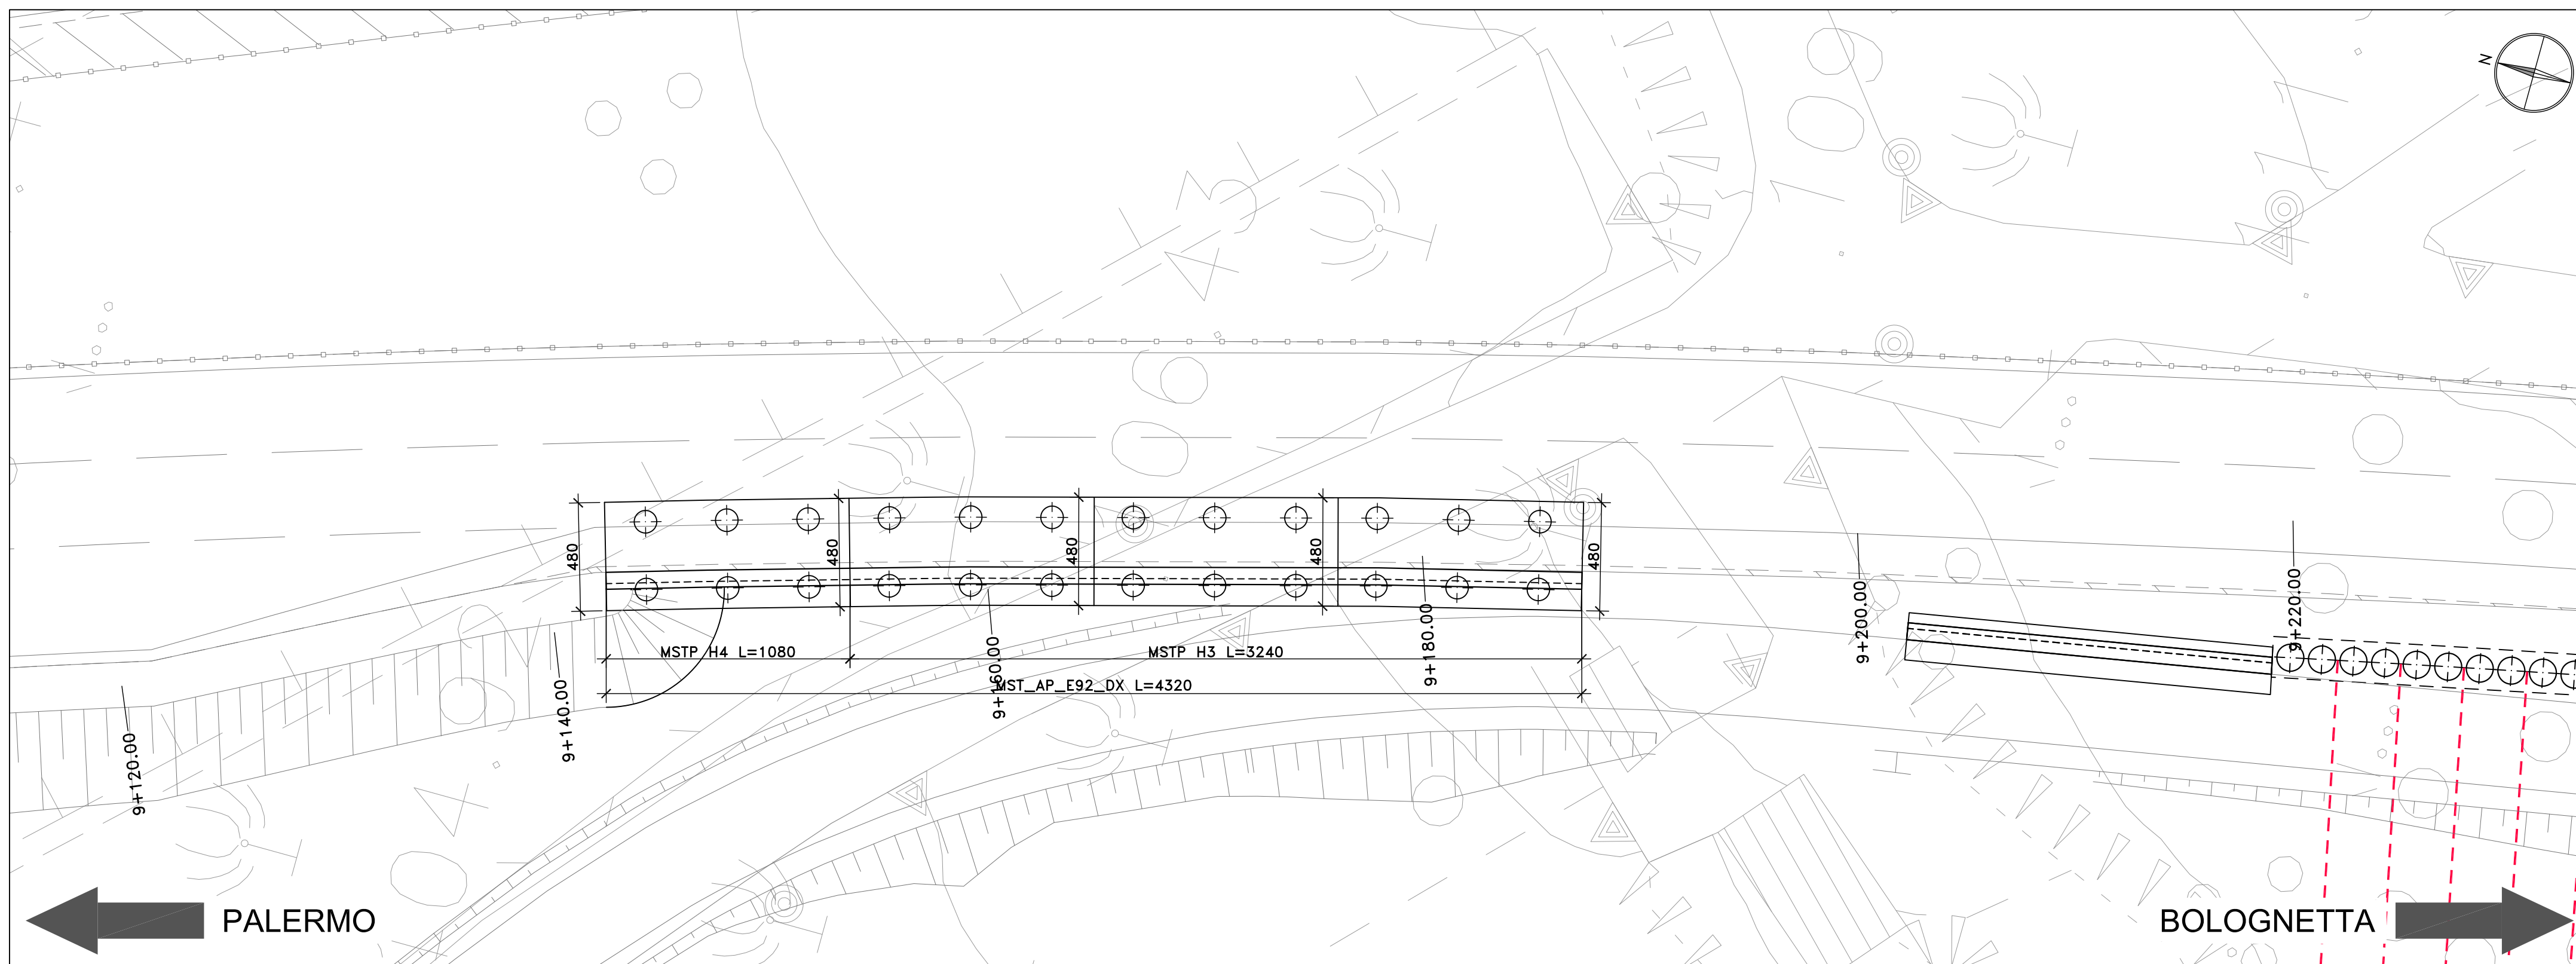 N
480
480
480
480
480
MSTP H4 L=1080
MSTP H3 L=3240
MST_AP_E92_DX L=4320
9+120.00
9+140.00
9+160.00
9+180.00
9+200.00
9+220.00
PALERMO
BOLOGNETTA